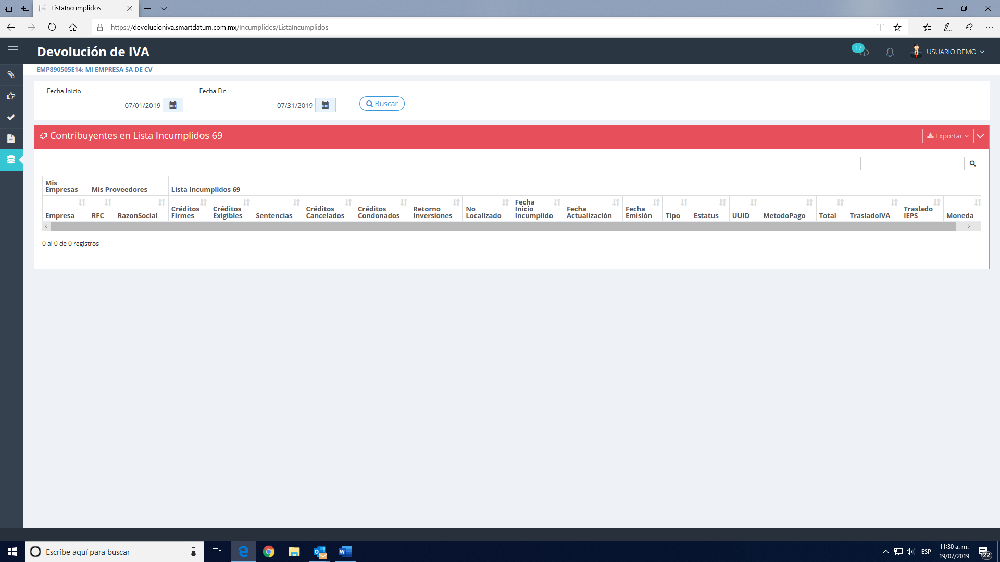 ListaIncumplidos
https://devolucioniva.smartdatum.com.mx/Incumplidos/ListaIncumplidos
Devolución de IVA
17
USUARIO DEMO
EMP890505E14: MI EMPRESA SA DE CV
Fecha Inicio
Fecha Fin
07/01/2019
07/31/2019
Buscar
Contribuyentes en Lista Incumplidos 69
Exportar
Mis Empresas
Mis Proveedores
Lista Incumplidos 69
Empresa
RFC
RazonSocial
Créditos Firmes
Créditos Exigibles
Sentencias
Créditos Cancelados
Créditos Condonados
Retorno Inversiones
No Localizado
Fecha Inicio Incumplido
Fecha Actualización
Fecha Emisión
Tipo
Estatus
UUID
MetodoPago
Total
TrasladoIVA
Traslado IEPS
Moneda
0 al 0 de 0 registros
Escribe aquí para buscar
ESP
11:30 a. m.
19/07/2019
22